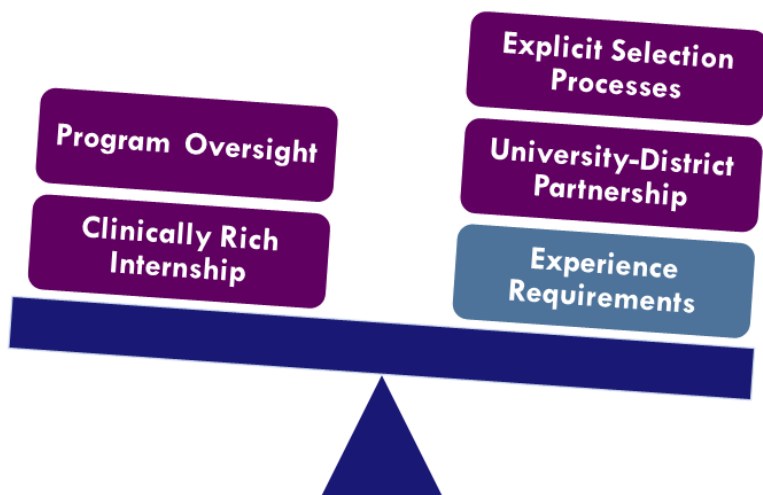 Program Oversight
Clinically Rich
Internship
Explicit Selection
Processes
University-District
Partnership
Experience
Requirements